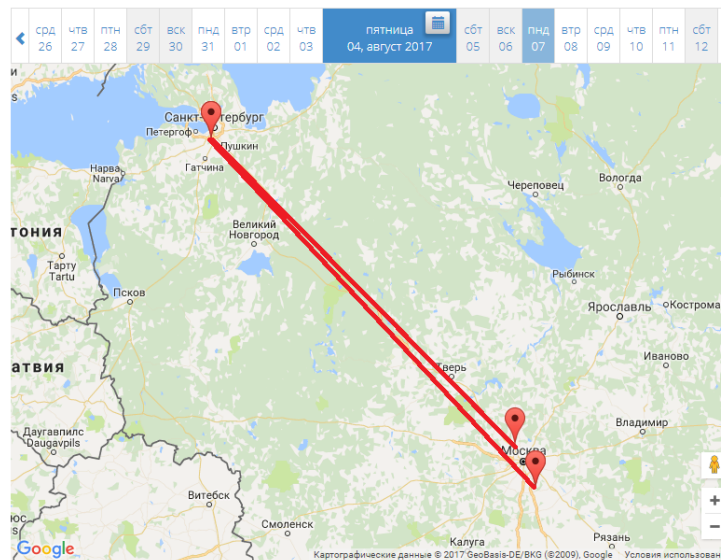 срд чтв птн сбт вск пнд втр срд чтв пятница сбт вск пнд втр срд чтв птн сбт
26 27 28 29 30 31 01 02 03 04, август 2017 05 06 07 08 09 10 11 12
Санкт-Петербург
Петергоф
Пушкин
Гатчина
Нарва
Narva
Вологда
Череповец
Великий
Новгород
тония
Тарту
Tartu
Рыбинск
Псков
Ярославль
Кострома
Иваново
атвия
Тверь
Владимир
Даугавпилс
Daugavpils
Москва
Витебск
Смоленск
Рязань
Калуга
Google
Картографические данные © 2017 GeoBasis-DE/BKG (©2009), Google Условия использова